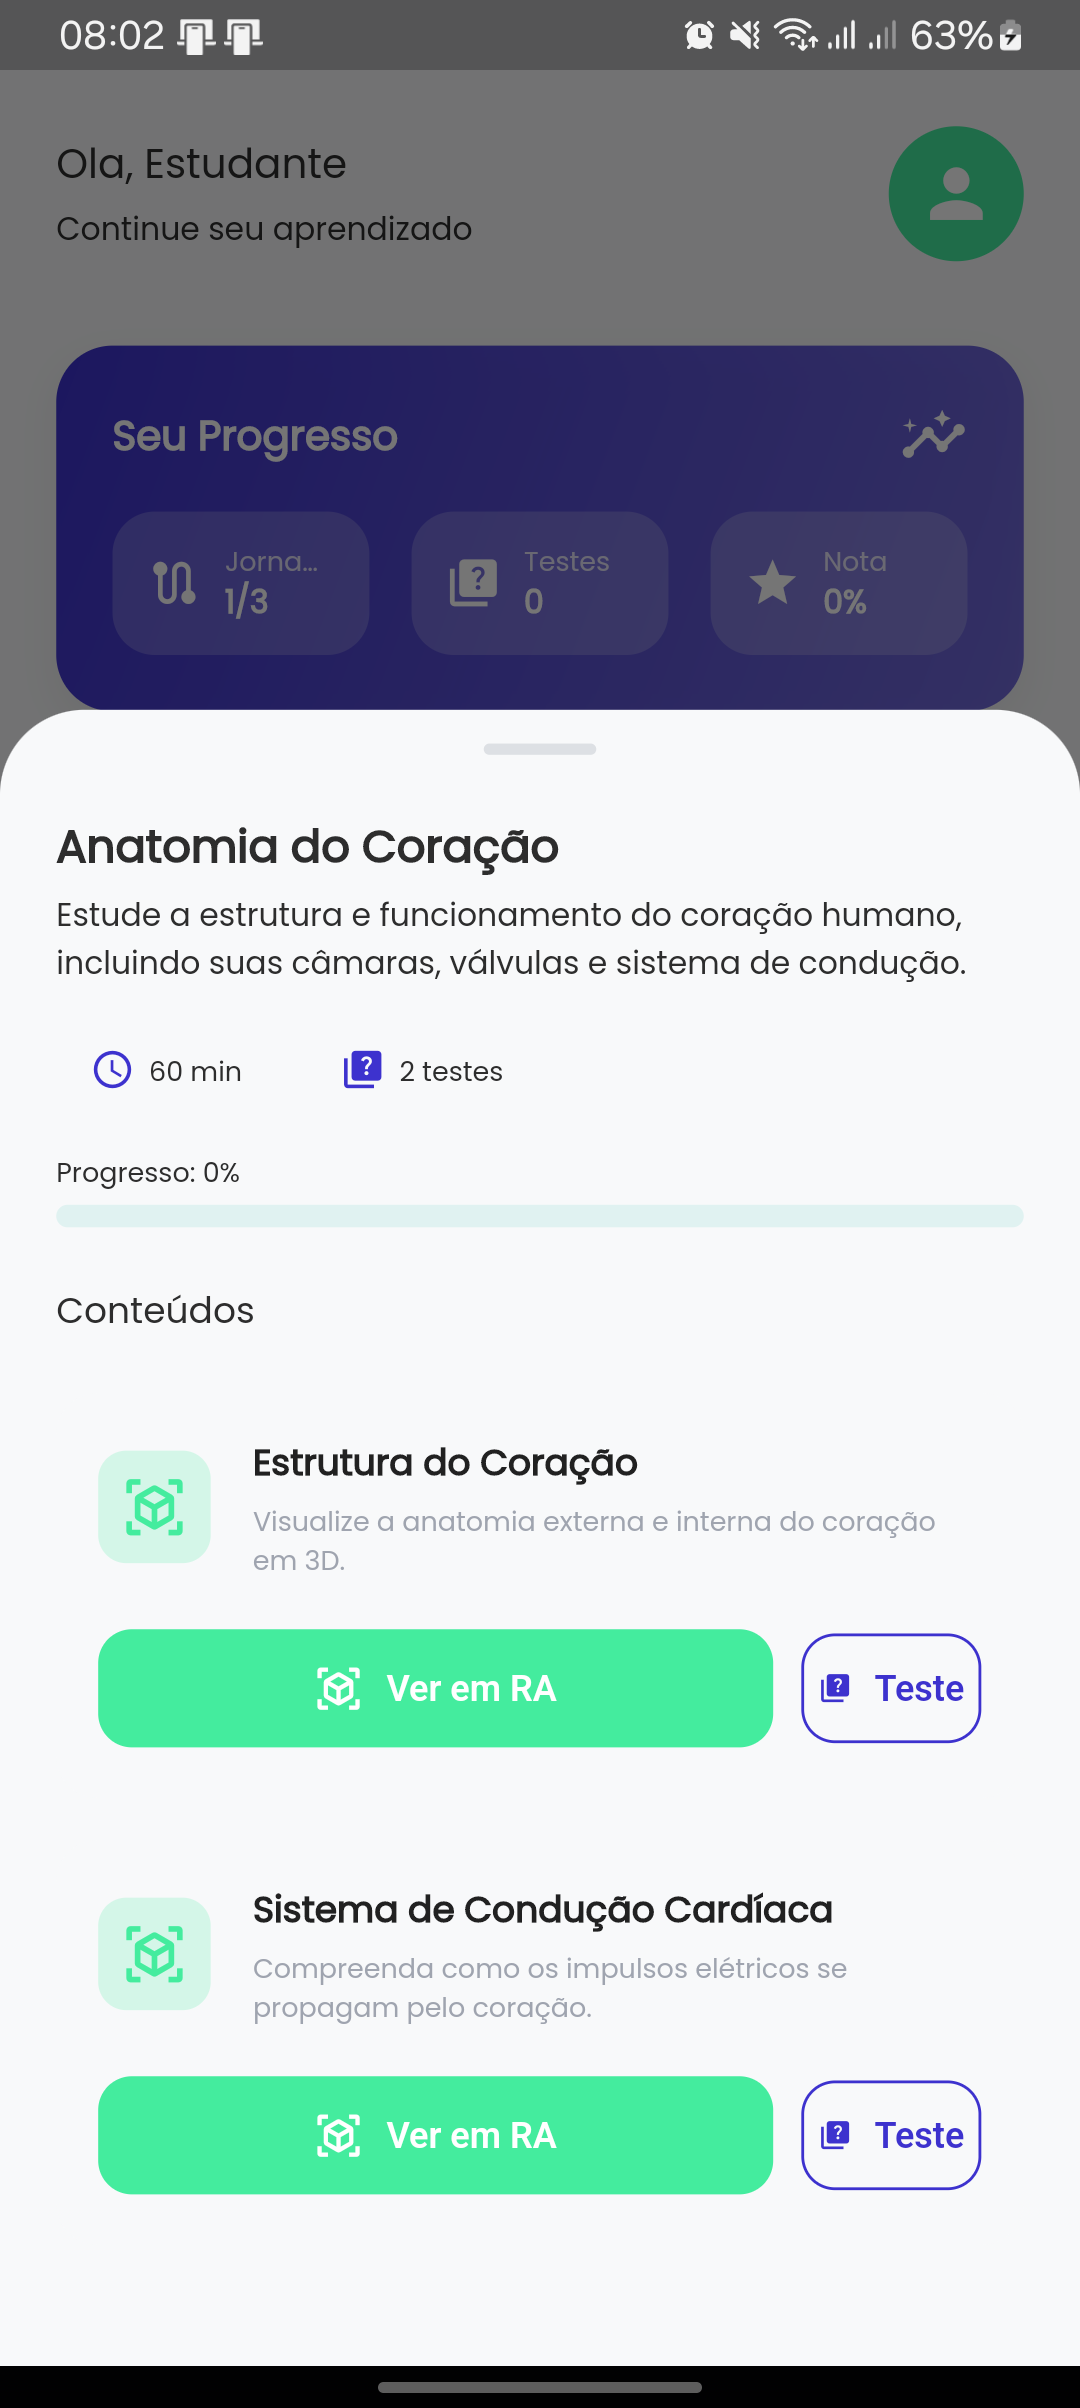 08:02
63%
Ola, Estudante
Continue seu aprendizado
Seu Progresso
Jorna...
1/3
Testes
0
Nota
0%
Anatomia do Coração
Estude a estrutura e funcionamento do coração humano,
incluindo suas câmaras, válvulas e sistema de condução.
60 min
2 testes
Progresso: 0%
Conteúdos
Estrutura do Coração
Visualize a anatomia externa e interna do coração
em 3D.
Ver em RA
Teste
Sistema de Condução Cardíaca
Compreenda como os impulsos elétricos se
propagam pelo coração.
Ver em RA
Teste